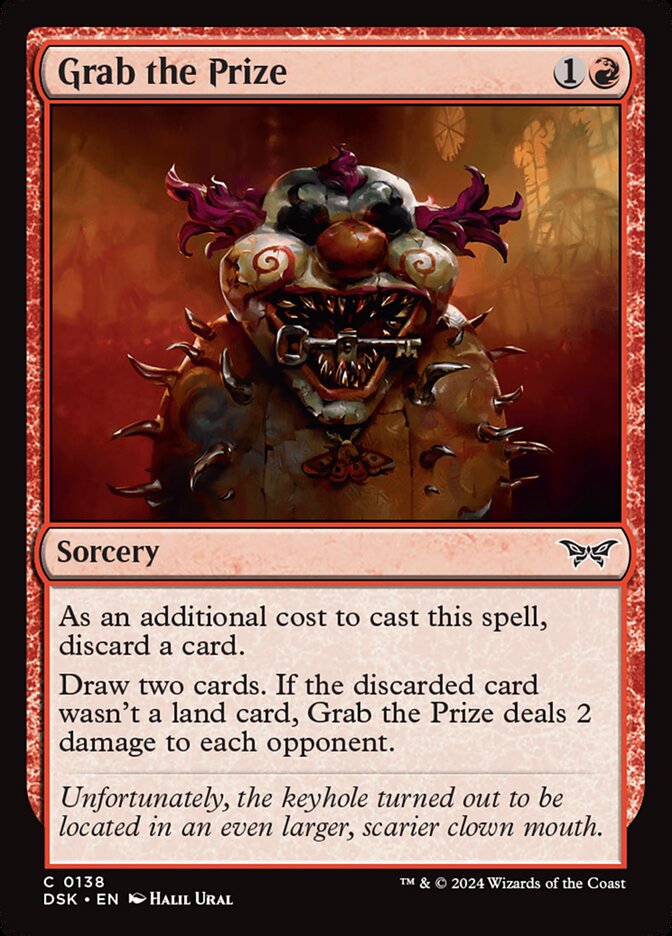 Grab the Prize 1
Sorcery
As an additional cost to cast this spell,
discard a card.
Draw two cards. If the discarded card
wasn't a land card, Grab the Prize deals 2
damage to each opponent.
Unfortunately, the keyhole turned out to be
located in an even larger, scarier clown mouth.
C 0138
DSK • EN Halil Ural
™ & © 2024 Wizards of the Coast